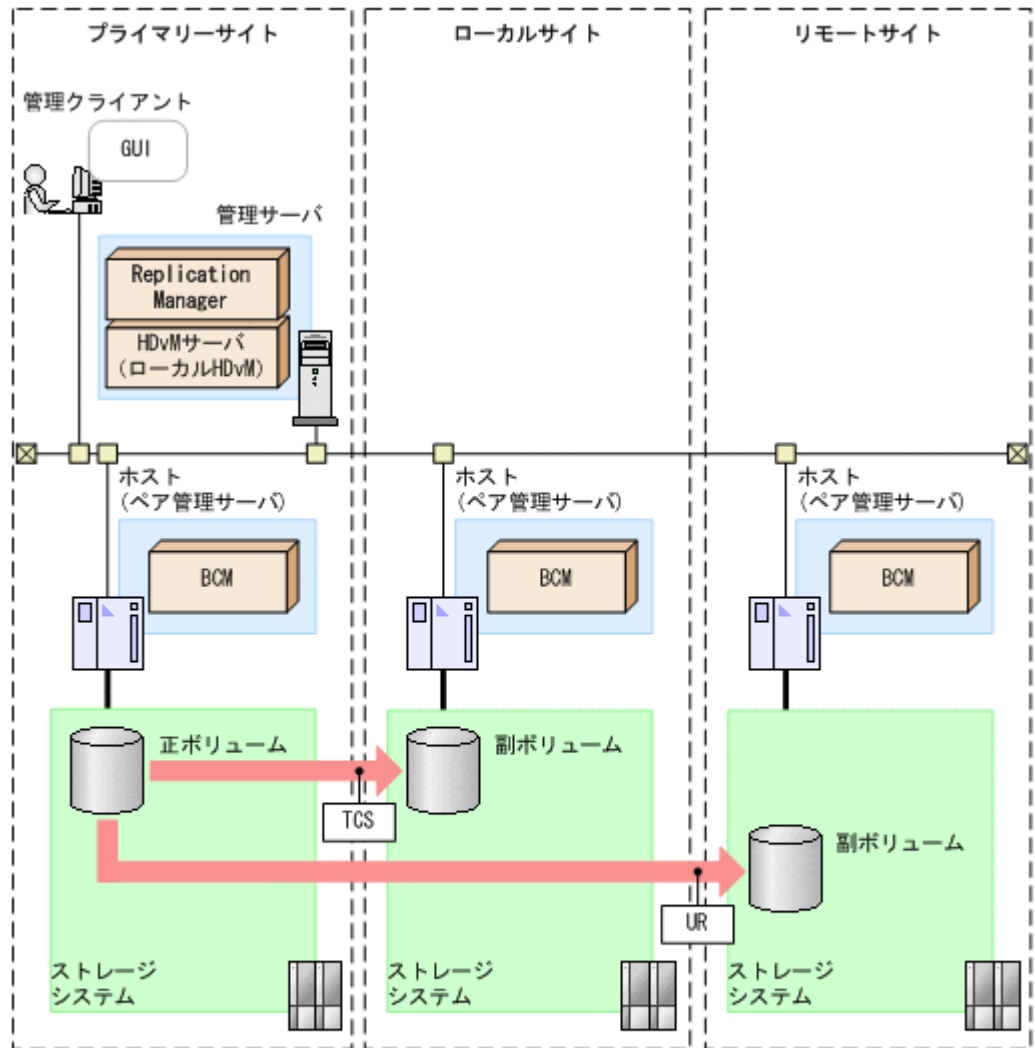 プライマリーサイト
ローカルサイト
リモートサイト
管理クライアント
GUI
管理サーバ
Replication
Manager
HDvMサーバ
(ローカルHDvM)
ホスト
(ペア管理サーバ)
BCM
ホスト
(ペア管理サーバ)
BCM
ホスト
(ペア管理サーバ)
BCM
正ボリューム
副ボリューム
TCS
副ボリューム
UR
ストレージ
システム
ストレージ
システム
ストレージ
システム